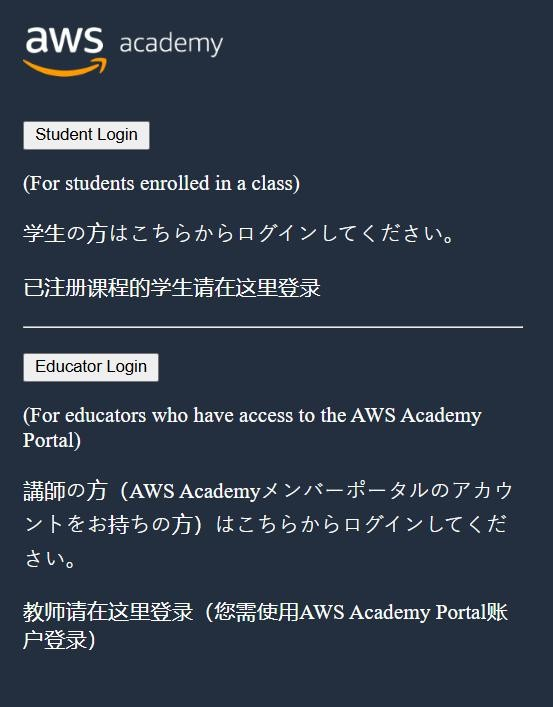 aws academy
Student Login
(For students enrolled in a class)
学生の方はこちらからログインしてください。
已注册课程的学生请在这里登录
Educator Login
(For educators who have access to the AWS Academy
Portal)
講師の方（AWS Academyメンバーポータルのアカウ
ントをお持ちの方）はこちらからログインしてくだ
さい。
教师请在这里登录（您需使用AWS Academy Portal账
户登录）